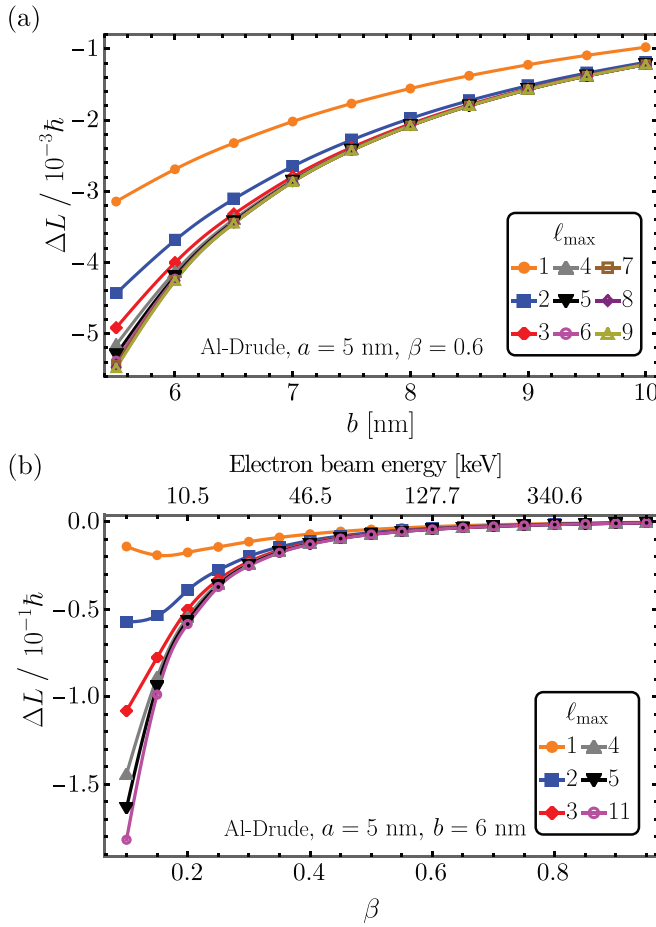 (a)
−1
−2
−3
−4
−5
ΔL / 10⁻³ℏ
ℓmax
1 4 7
2 5 8
3 6 9
Al-Drude, a = 5 nm, β = 0.6
6 7 8 9 10
b [nm]
(b)
Electron beam energy [keV]
10.5 46.5 127.7 340.6
0.0
−0.5
−1.0
−1.5
ΔL / 10⁻¹ℏ
ℓmax
1 4
2 5
3 11
Al-Drude, a = 5 nm, b = 6 nm
0.2 0.4 0.6 0.8
β